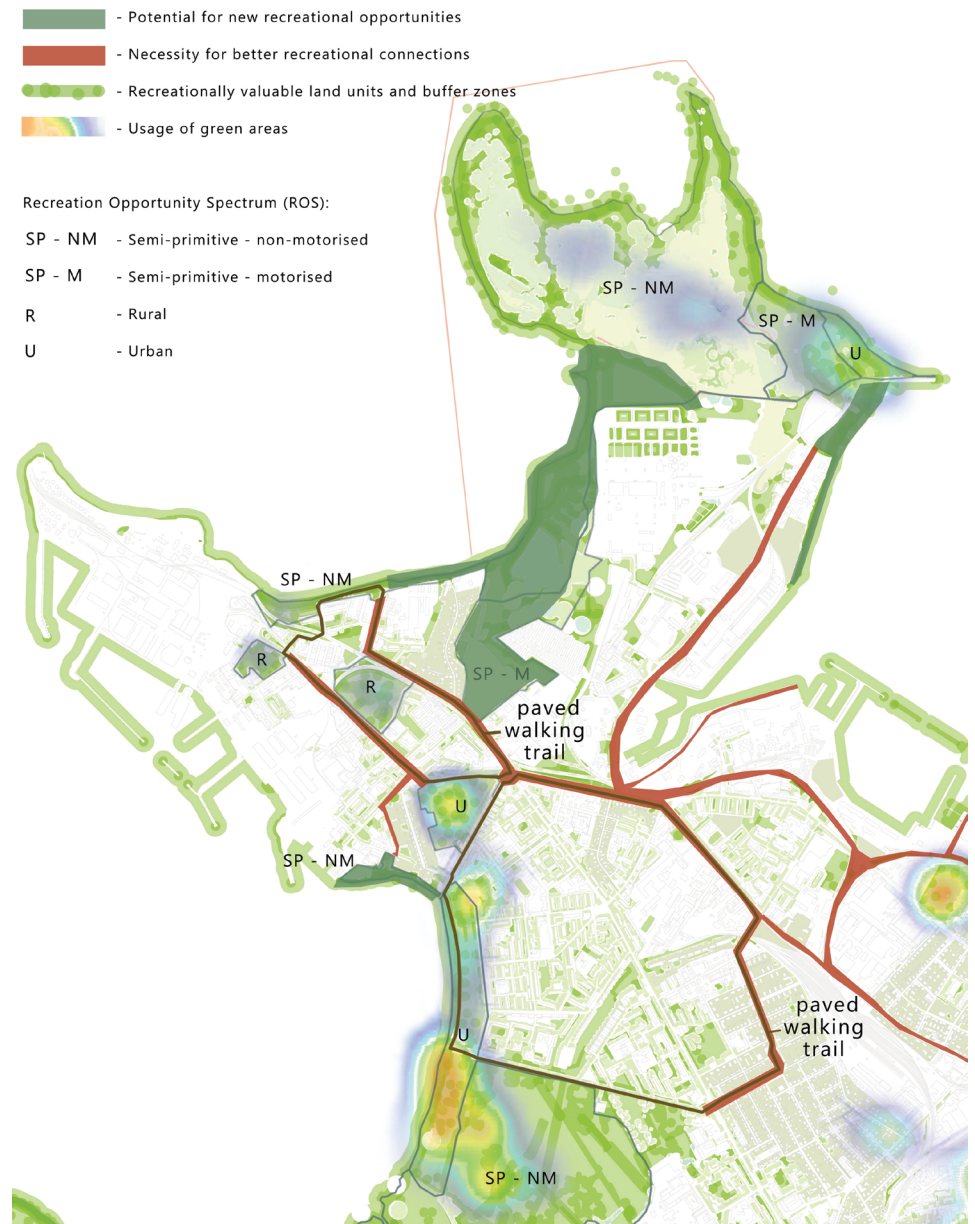 - Potential for new recreational opportunities
- Necessity for better recreational connections
- Recreationally valuable land units and buffer zones
- Usage of green areas
Recreation Opportunity Spectrum (ROS):
SP - NM - Semi-primitive - non-motorised
SP - M - Semi-primitive - motorised
R - Rural
U - Urban
SP - NM
SP - M
U
SP - NM
R
R
SP - M
paved
walking
trail
U
SP - NM
U
paved
walking
trail
SP - NM